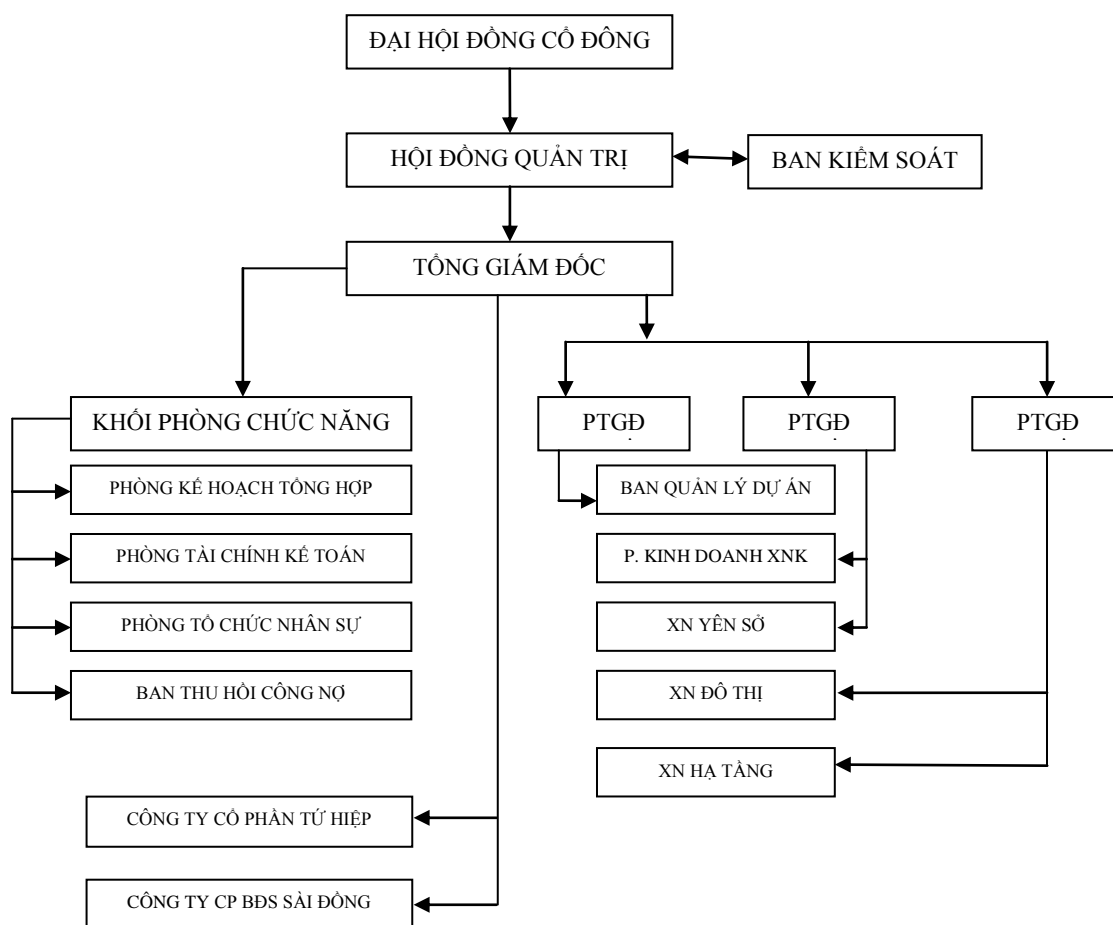 ĐẠI HỘI ĐỒNG CỔ ĐÔNG
HỘI ĐỒNG QUẢN TRỊ
BAN KIỂM SOÁT
TỔNG GIÁM ĐỐC
KHỐI PHÒNG CHỨC NĂNG
PTGĐ
PTGĐ
PTGĐ
PHÒNG KẾ HOẠCH TỔNG HỢP
BAN QUẢN LÝ DỰ ÁN
PHÒNG TÀI CHÍNH KẾ TOÁN
P. KINH DOANH XNK
PHÒNG TỔ CHỨC NHÂN SỰ
XN YÊN SỞ
BAN THU HỒI CÔNG NỢ
XN ĐÔ THỊ
XN HẠ TẦNG
CÔNG TY CỔ PHẦN TỨ HIỆP
CÔNG TY CP BĐS SÀI ĐỒNG